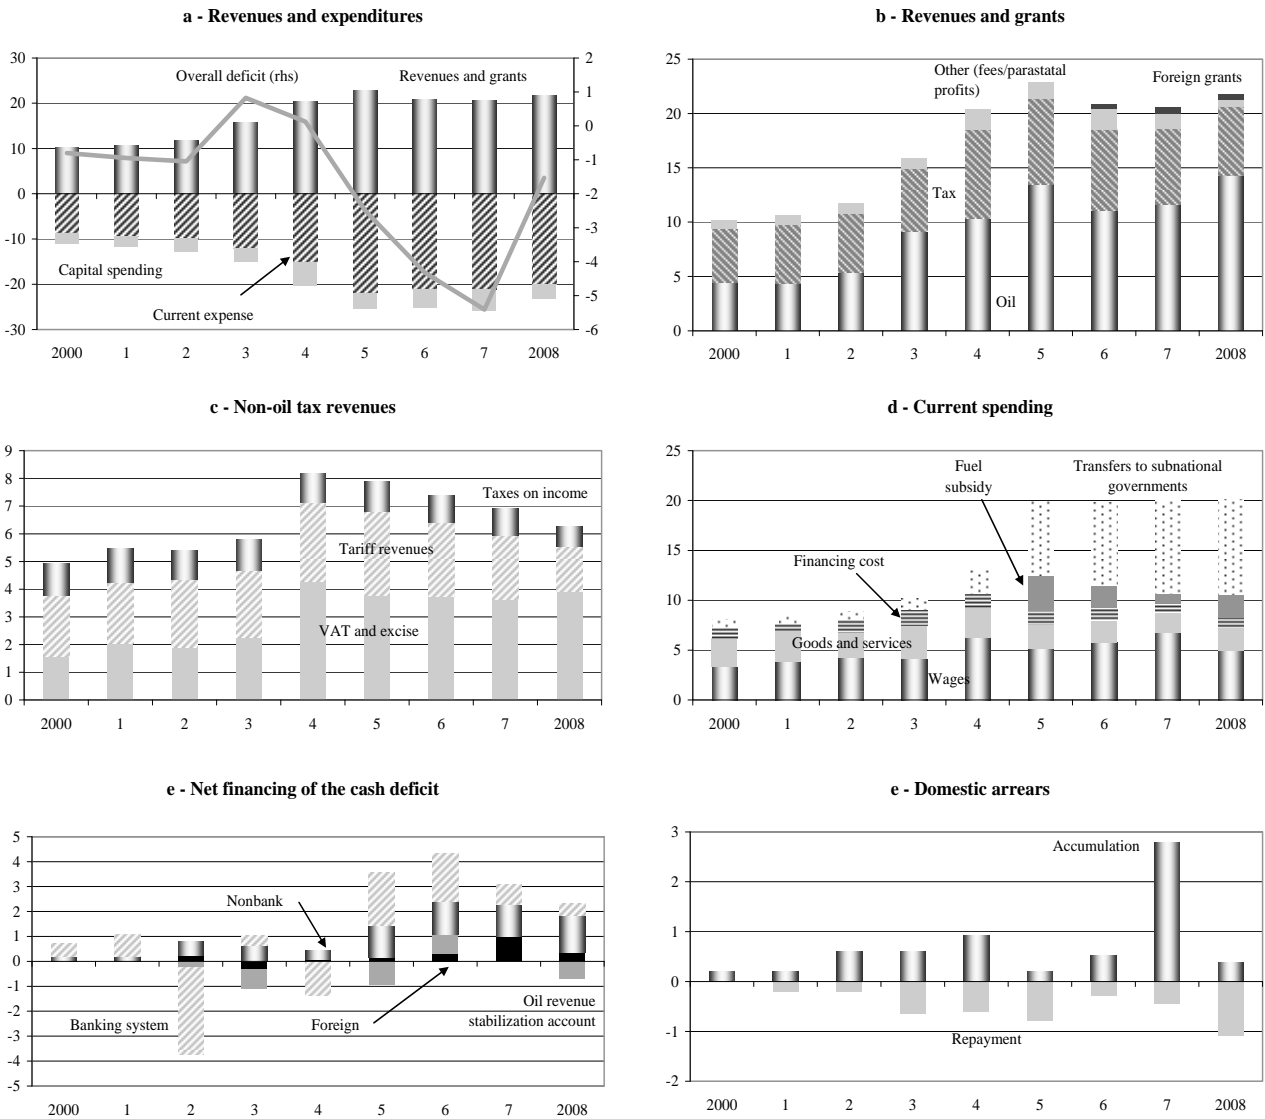 a - Revenues and expenditures
30
20
10
0
-10
-20
-30
2
1
0
-1
-2
-3
-4
-5
-6
Overall deficit (rhs)
Revenues and grants
Capital spending
Current expense
2000 1 2 3 4 5 6 7 2008
b - Revenues and grants
25
20
15
10
5
0
Other (fees/parastatal
profits)
Foreign grants
Tax
Oil
2000 1 2 3 4 5 6 7 2008
c - Non-oil tax revenues
9
8
7
6
5
4
3
2
1
0
Taxes on income
Tariff revenues
VAT and excise
2000 1 2 3 4 5 6 7 2008
d - Current spending
25
20
15
10
5
0
Fuel
subsidy
Transfers to subnational
governments
Financing cost
Goods and services
Wages
2000 1 2 3 4 5 6 7 2008
e - Net financing of the cash deficit
5
4
3
2
1
0
-1
-2
-3
-4
-5
Nonbank
Banking system
Foreign
Oil revenue
stabilization account
2000 1 2 3 4 5 6 7 2008
e - Domestic arrears
3
2
1
0
-1
-2
Accumulation
Repayment
2000 1 2 3 4 5 6 7 2008